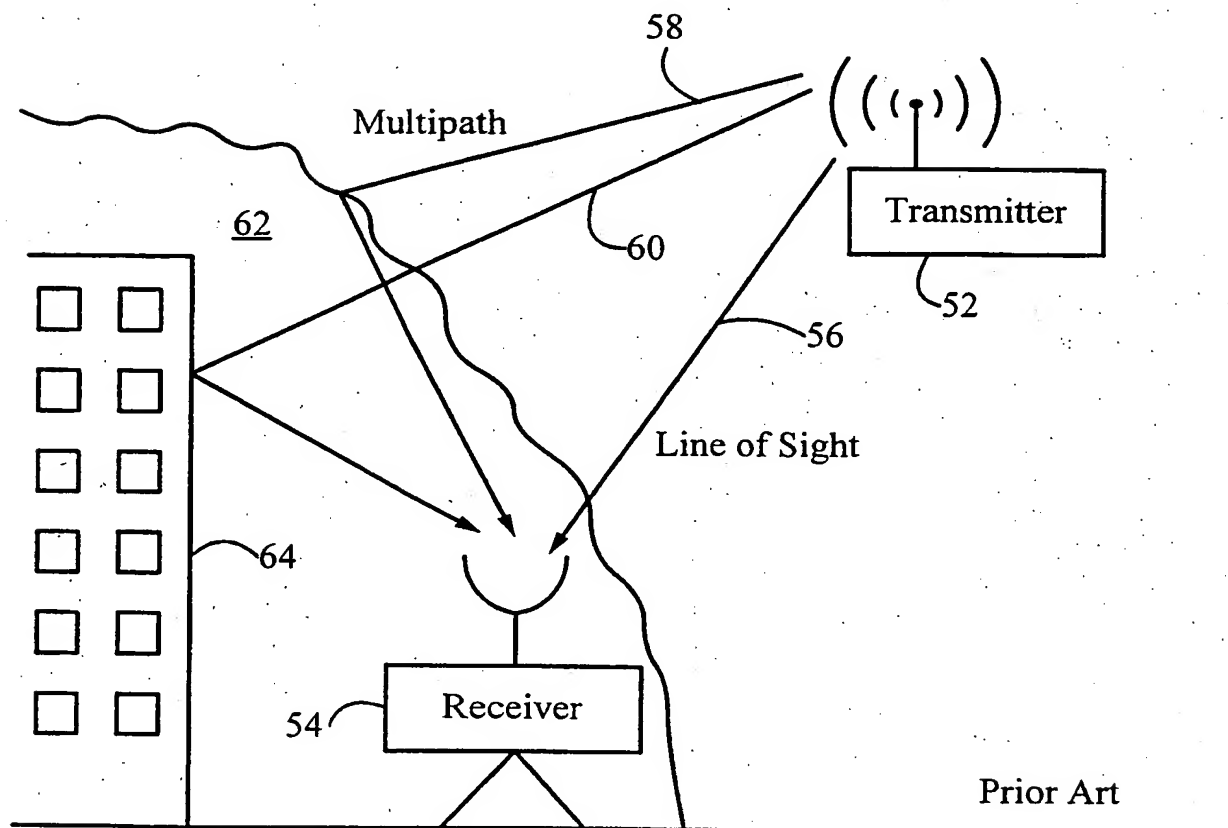 58
Multipath
62
Transmitter
60
52
56
Line of Sight
64
54
Receiver
Prior Art